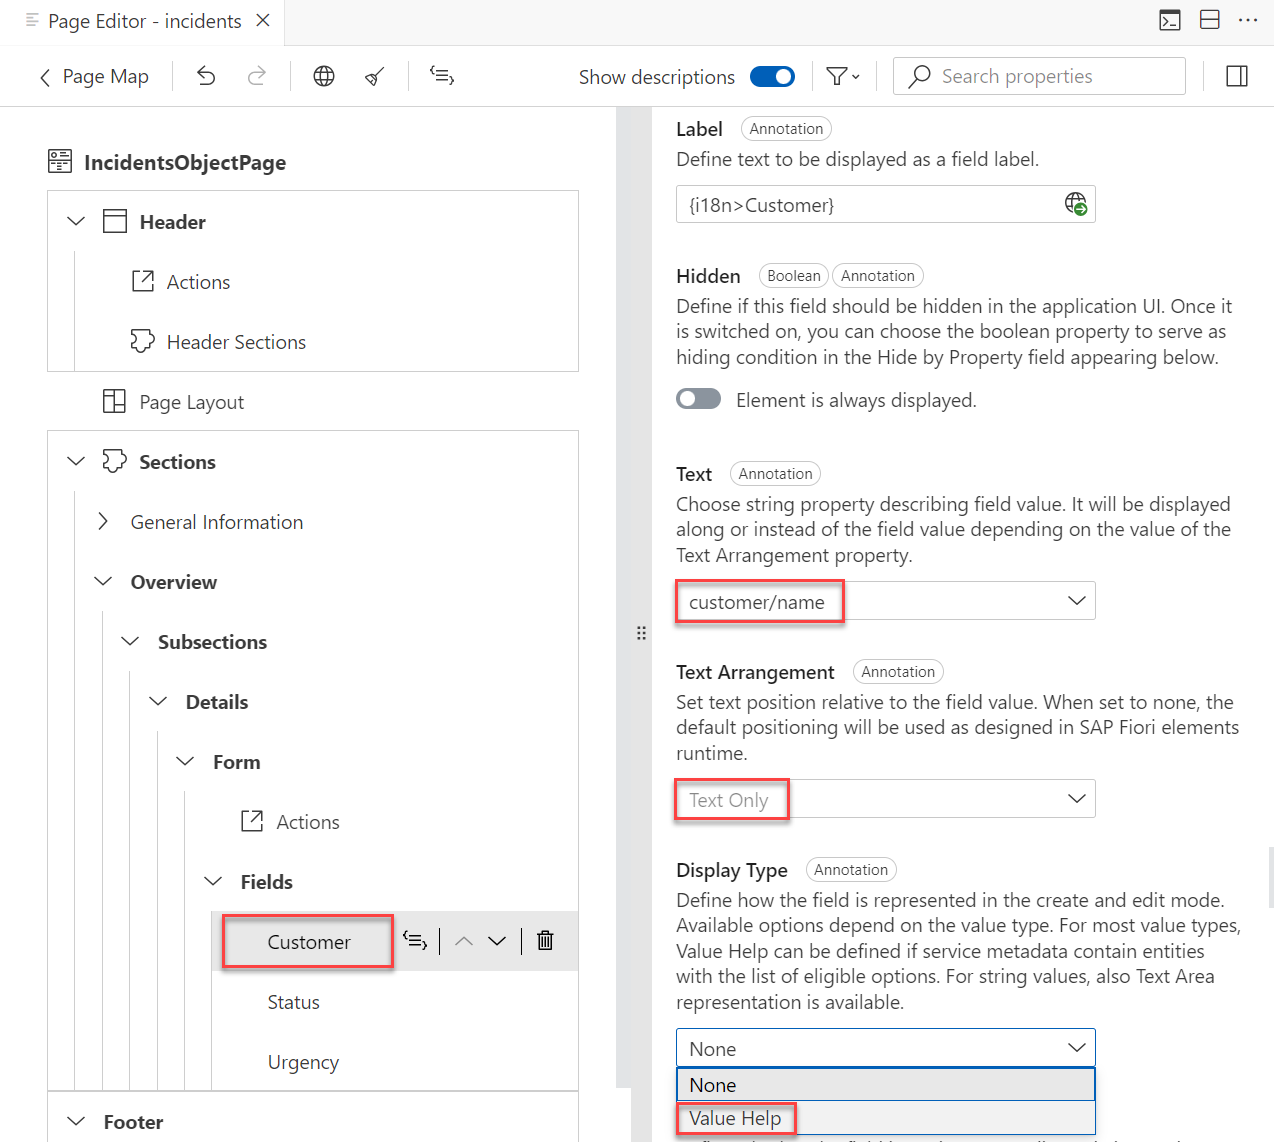 Page Editor - incidents
Page Map
Show descriptions
Search properties
IncidentsObjectPage
Header
Actions
Header Sections
Page Layout
Sections
General Information
Overview
Subsections
Details
Form
Actions
Fields
Customer
Status
Urgency
Footer
Label Annotation
Define text to be displayed as a field label.
{i18n>Customer}
Hidden Boolean Annotation
Define if this field should be hidden in the application UI. Once it
is switched on, you can choose the boolean property to serve as
hiding condition in the Hide by Property field appearing below.
Element is always displayed.
Text Annotation
Choose string property describing field value. It will be displayed
along or instead of the field value depending on the value of the
Text Arrangement property.
customer/name
Text Arrangement Annotation
Set text position relative to the field value. When set to none, the
default positioning will be used as designed in SAP Fiori elements
runtime.
Text Only
Display Type Annotation
Define how the field is represented in the create and edit mode.
Available options depend on the value type. For most value types,
Value Help can be defined if service metadata contain entities
with the list of eligible options. For string values, also Text Area
representation is available.
None
None
Value Help